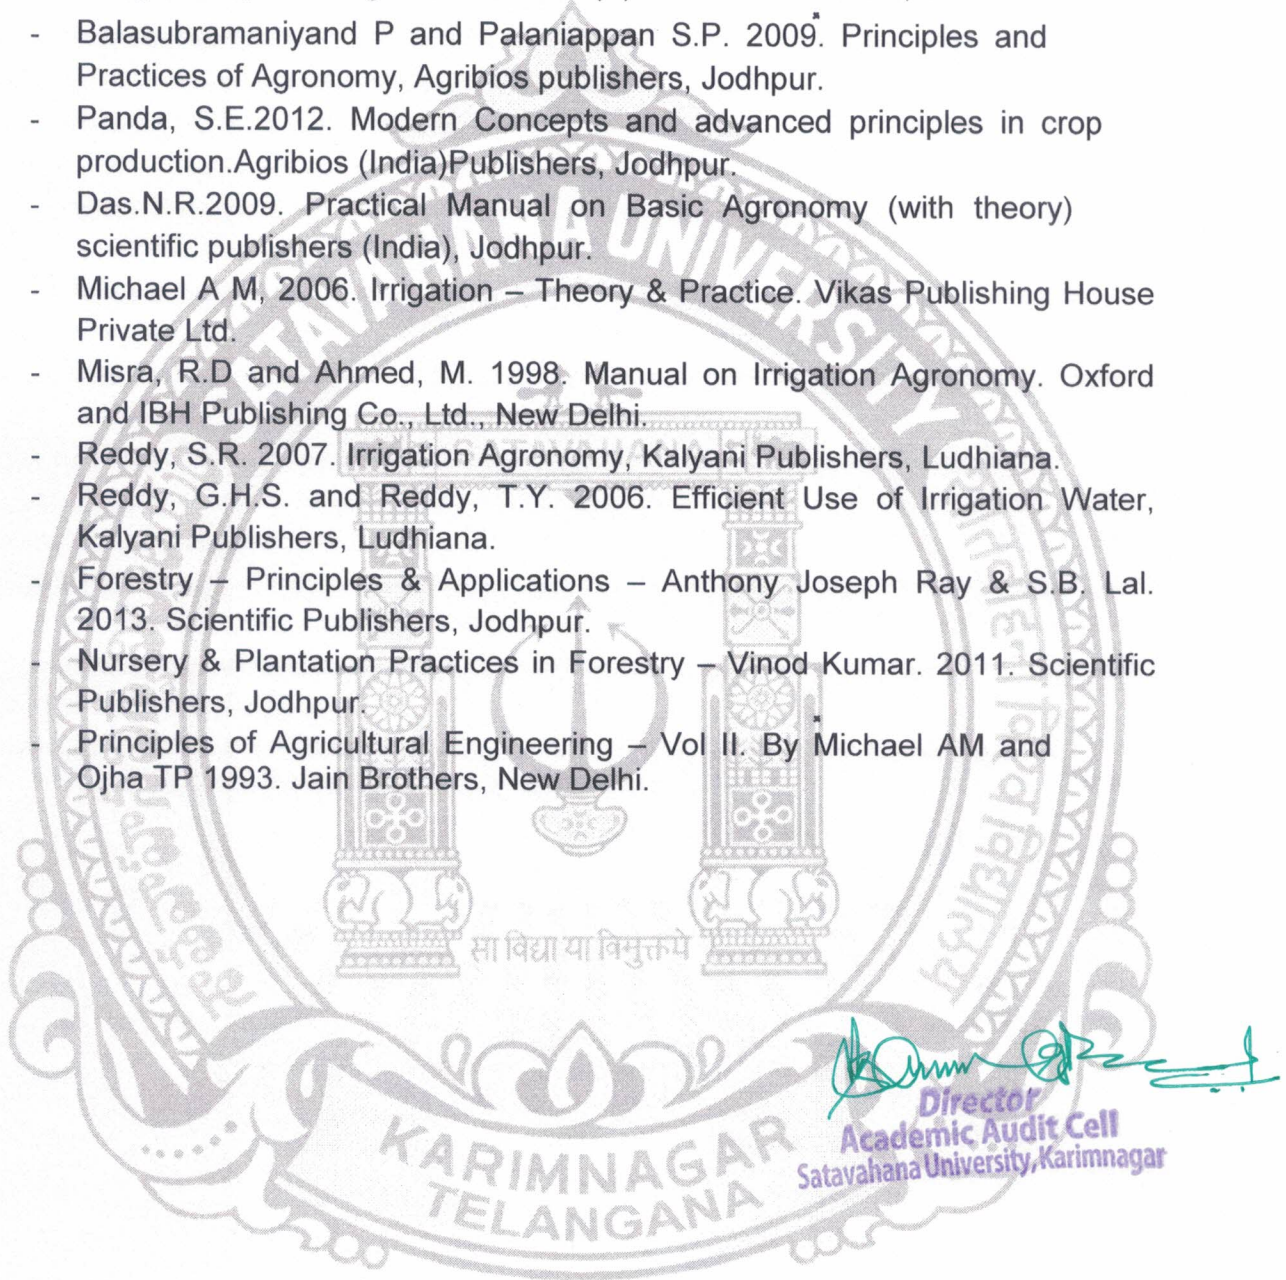 - Balasubramaniyand P and Palaniappan S.P. 2009. Principles and
Practices of Agronomy, Agribios publishers, Jodhpur.
- Panda, S.E.2012. Modern Concepts and advanced principles in crop
production.Agribios (India)Publishers, Jodhpur.
- Das.N.R.2009. Practical Manual on Basic Agronomy (with theory)
scientific publishers (India), Jodhpur.
- Michael A M, 2006. Irrigation – Theory & Practice. Vikas Publishing House
Private Ltd.
- Misra, R.D and Ahmed, M. 1998. Manual on Irrigation Agronomy. Oxford
and IBH Publishing Co., Ltd., New Delhi.
- Reddy, S.R. 2007. Irrigation Agronomy, Kalyani Publishers, Ludhiana.
- Reddy, G.H.S. and Reddy, T.Y. 2006. Efficient Use of Irrigation Water,
Kalyani Publishers, Ludhiana.
- Forestry – Principles & Applications – Anthony Joseph Ray & S.B. Lal.
2013. Scientific Publishers, Jodhpur.
- Nursery & Plantation Practices in Forestry – Vinod Kumar. 2011. Scientific
Publishers, Jodhpur.
- Principles of Agricultural Engineering – Vol II. By Michael AM and
Ojha TP 1993. Jain Brothers, New Delhi.
SATAVAHANA UNIVERSITY
SATAVAHANA
सा विद्या या विमुक्तये
KARIMNAGAR
TELANGANA
Director
Academic Audit Cell
Satavahana University, Karimnagar